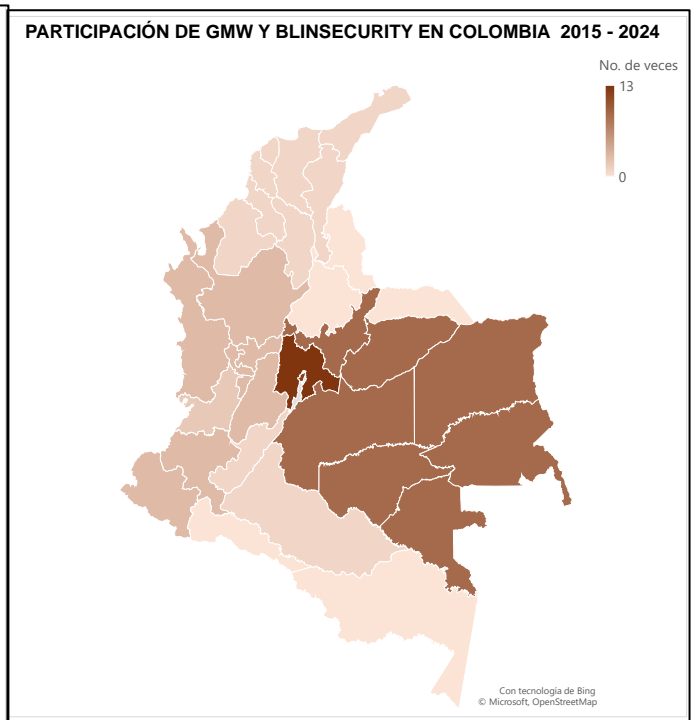 PARTICIPACIÓN DE GMW Y BLINSECURITY EN COLOMBIA 2015 - 2024
No. de veces
13
0
Con tecnología de Bing
© Microsoft, OpenStreetMap